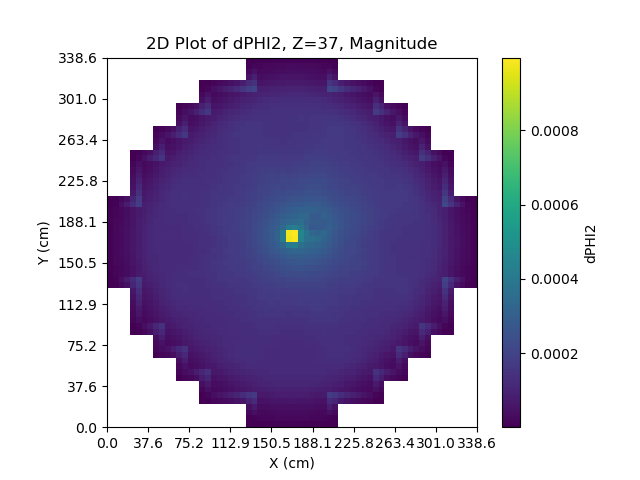 2D Plot of dPHI2, Z=37, Magnitude
338.6
301.0
263.4
225.8
188.1
150.5
112.9
75.2
37.6
0.0
Y (cm)
0.0 37.6 75.2 112.9 150.5 188.1 225.8 263.4 301.0 338.6
X (cm)
0.0008
0.0006
0.0004
0.0002
dPHI2